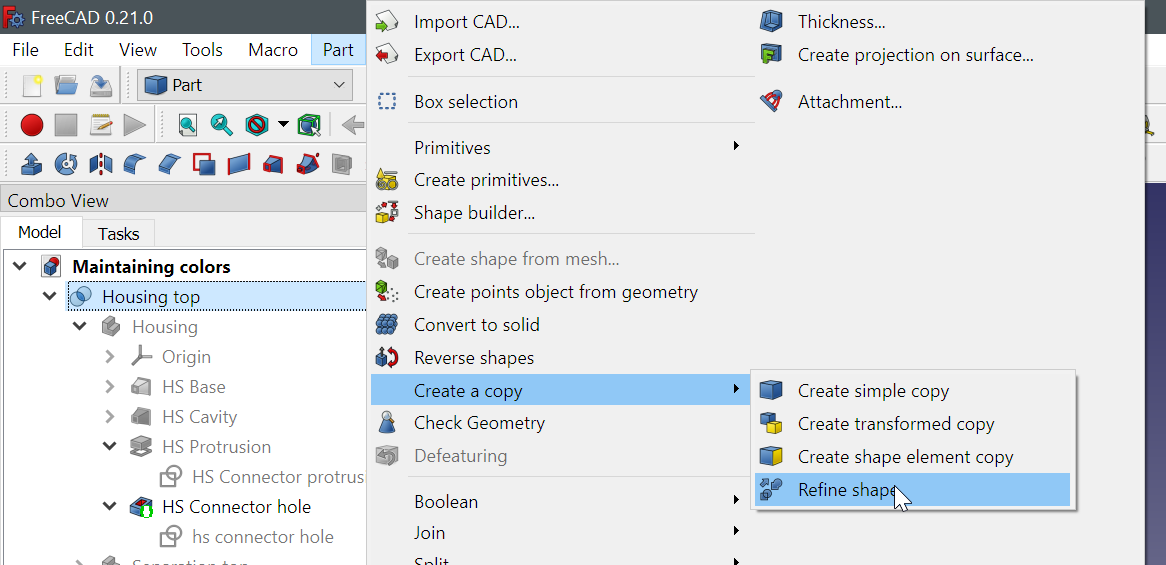 FreeCAD 0.21.0
File Edit View Tools Macro Part
Part
Combo View
Model Tasks
Maintaining colors
Housing top
Housing
Origin
HS Base
HS Cavity
HS Protrusion
HS Connector protrus
HS Connector hole
hs connector hole
Separation top
Import CAD...
Export CAD...
Box selection
Primitives
Create primitives...
Shape builder...
Create shape from mesh...
Create points object from geometry
Convert to solid
Reverse shapes
Create a copy
Check Geometry
Defeaturing
Boolean
Join
Split
Thickness...
Create projection on surface...
Attachment...
Create simple copy
Create transformed copy
Create shape element copy
Refine shape